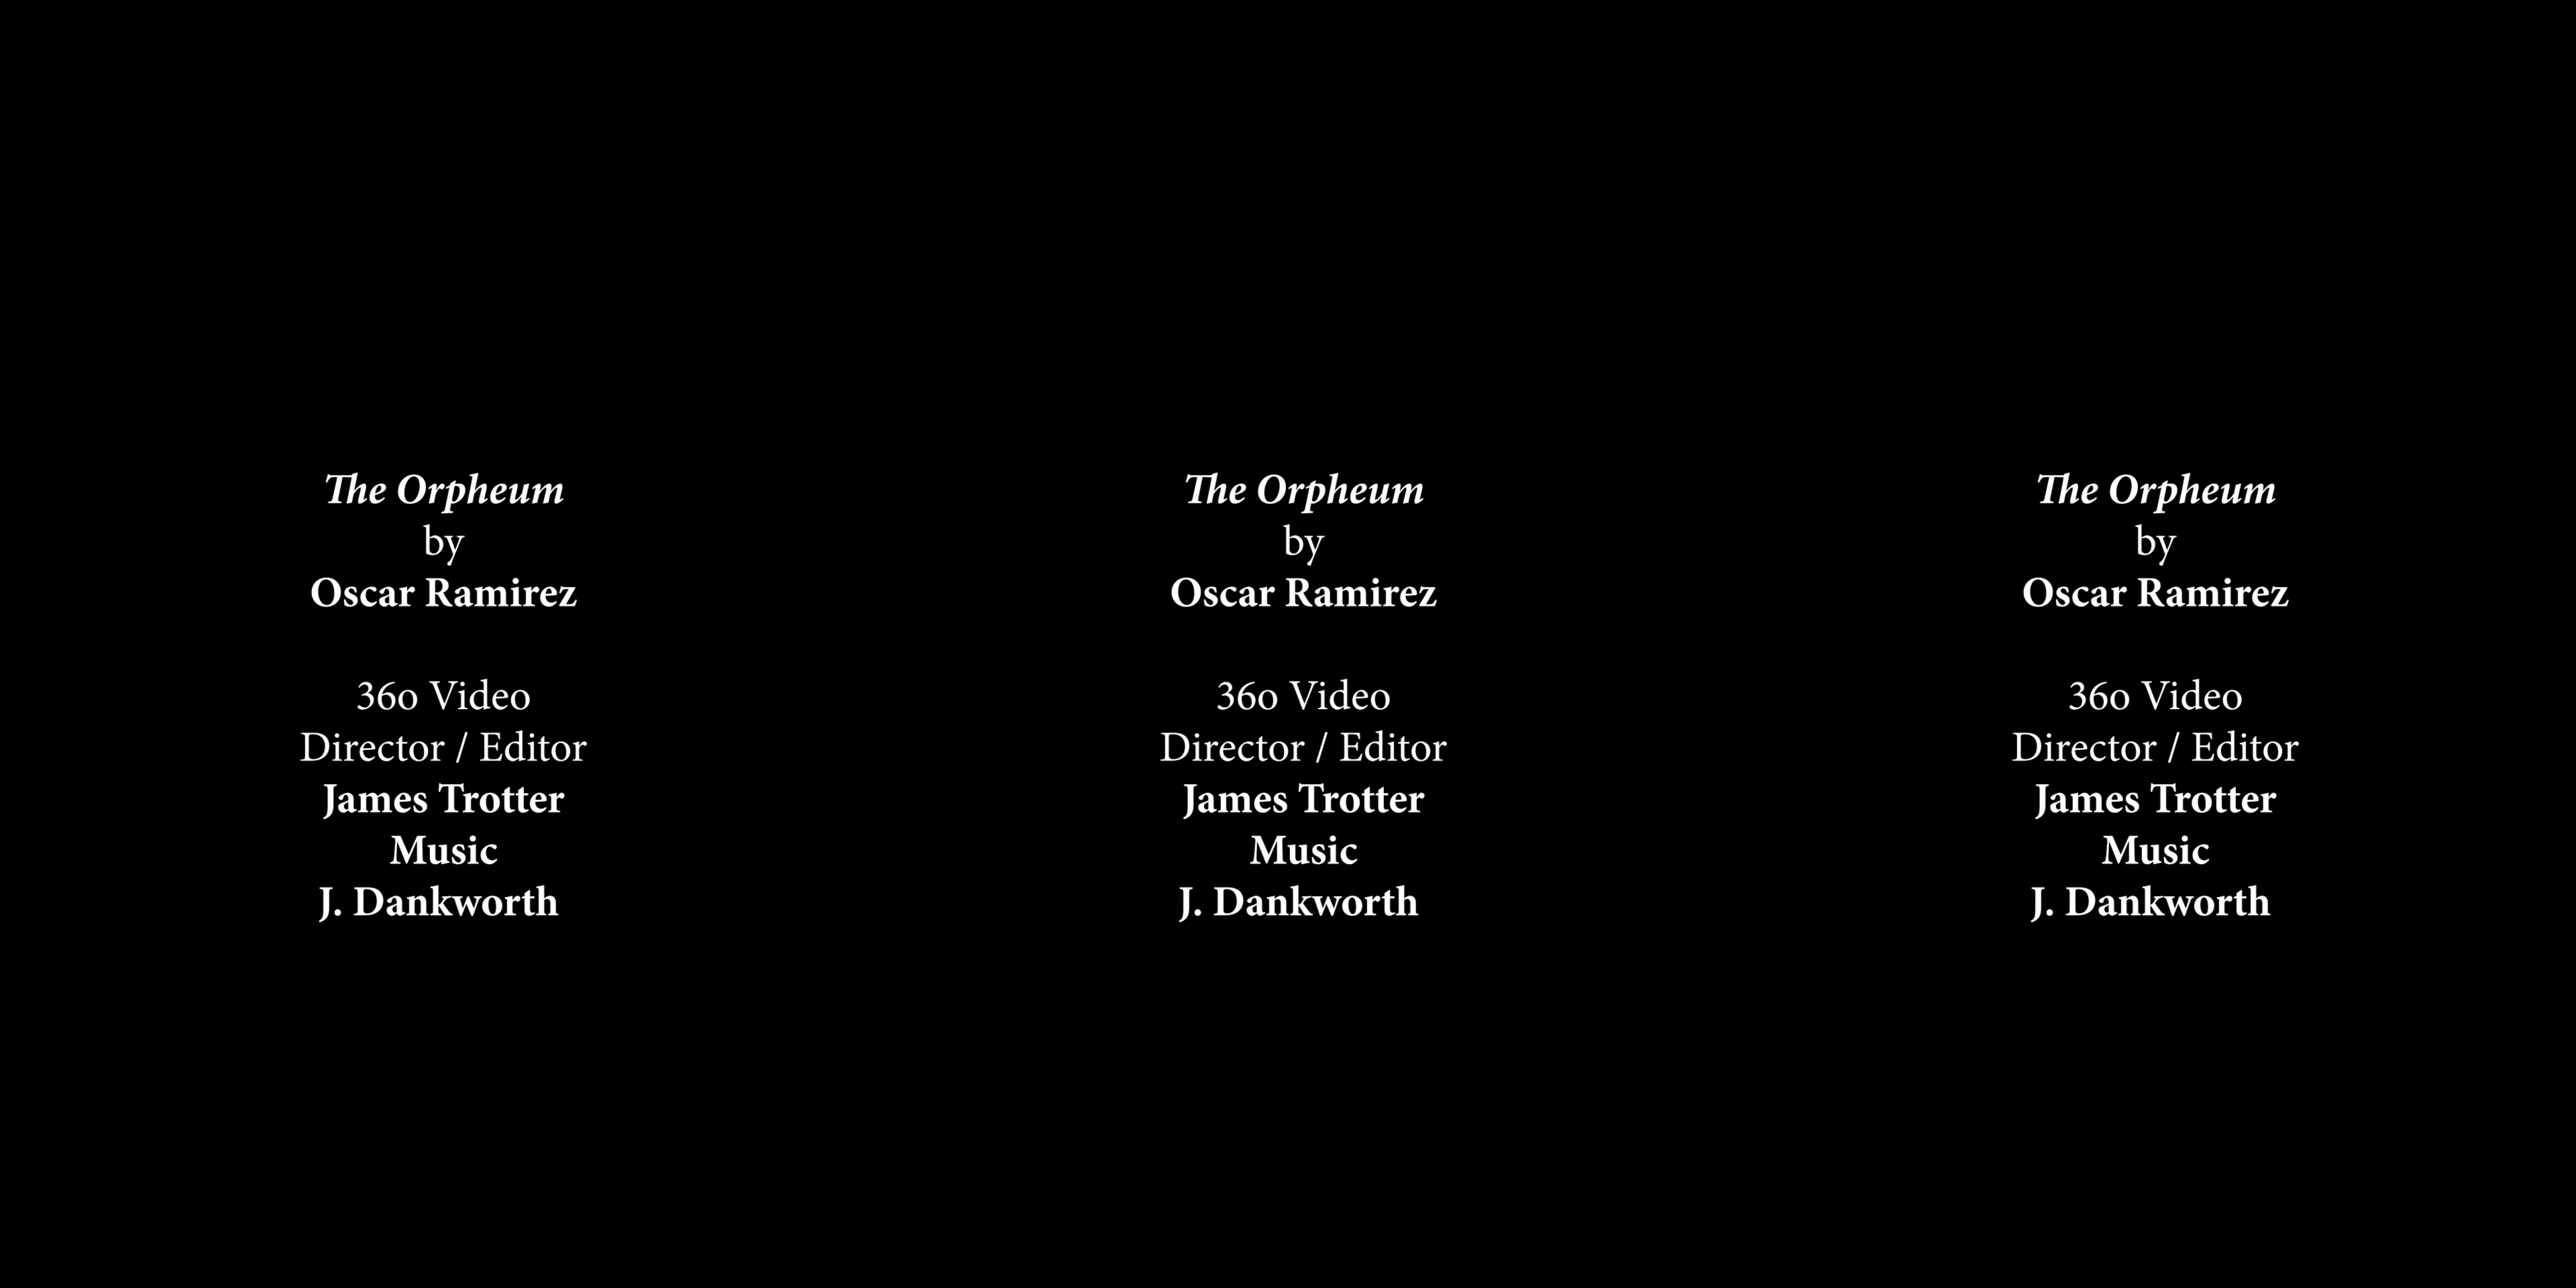 The Orpheum
by
Oscar Ramirez
360 Video
Director / Editor
James Trotter
Music
J. Dankworth
The Orpheum
by
Oscar Ramirez
360 Video
Director / Editor
James Trotter
Music
J. Dankworth
The Orpheum
by
Oscar Ramirez
360 Video
Director / Editor
James Trotter
Music
J. Dankworth